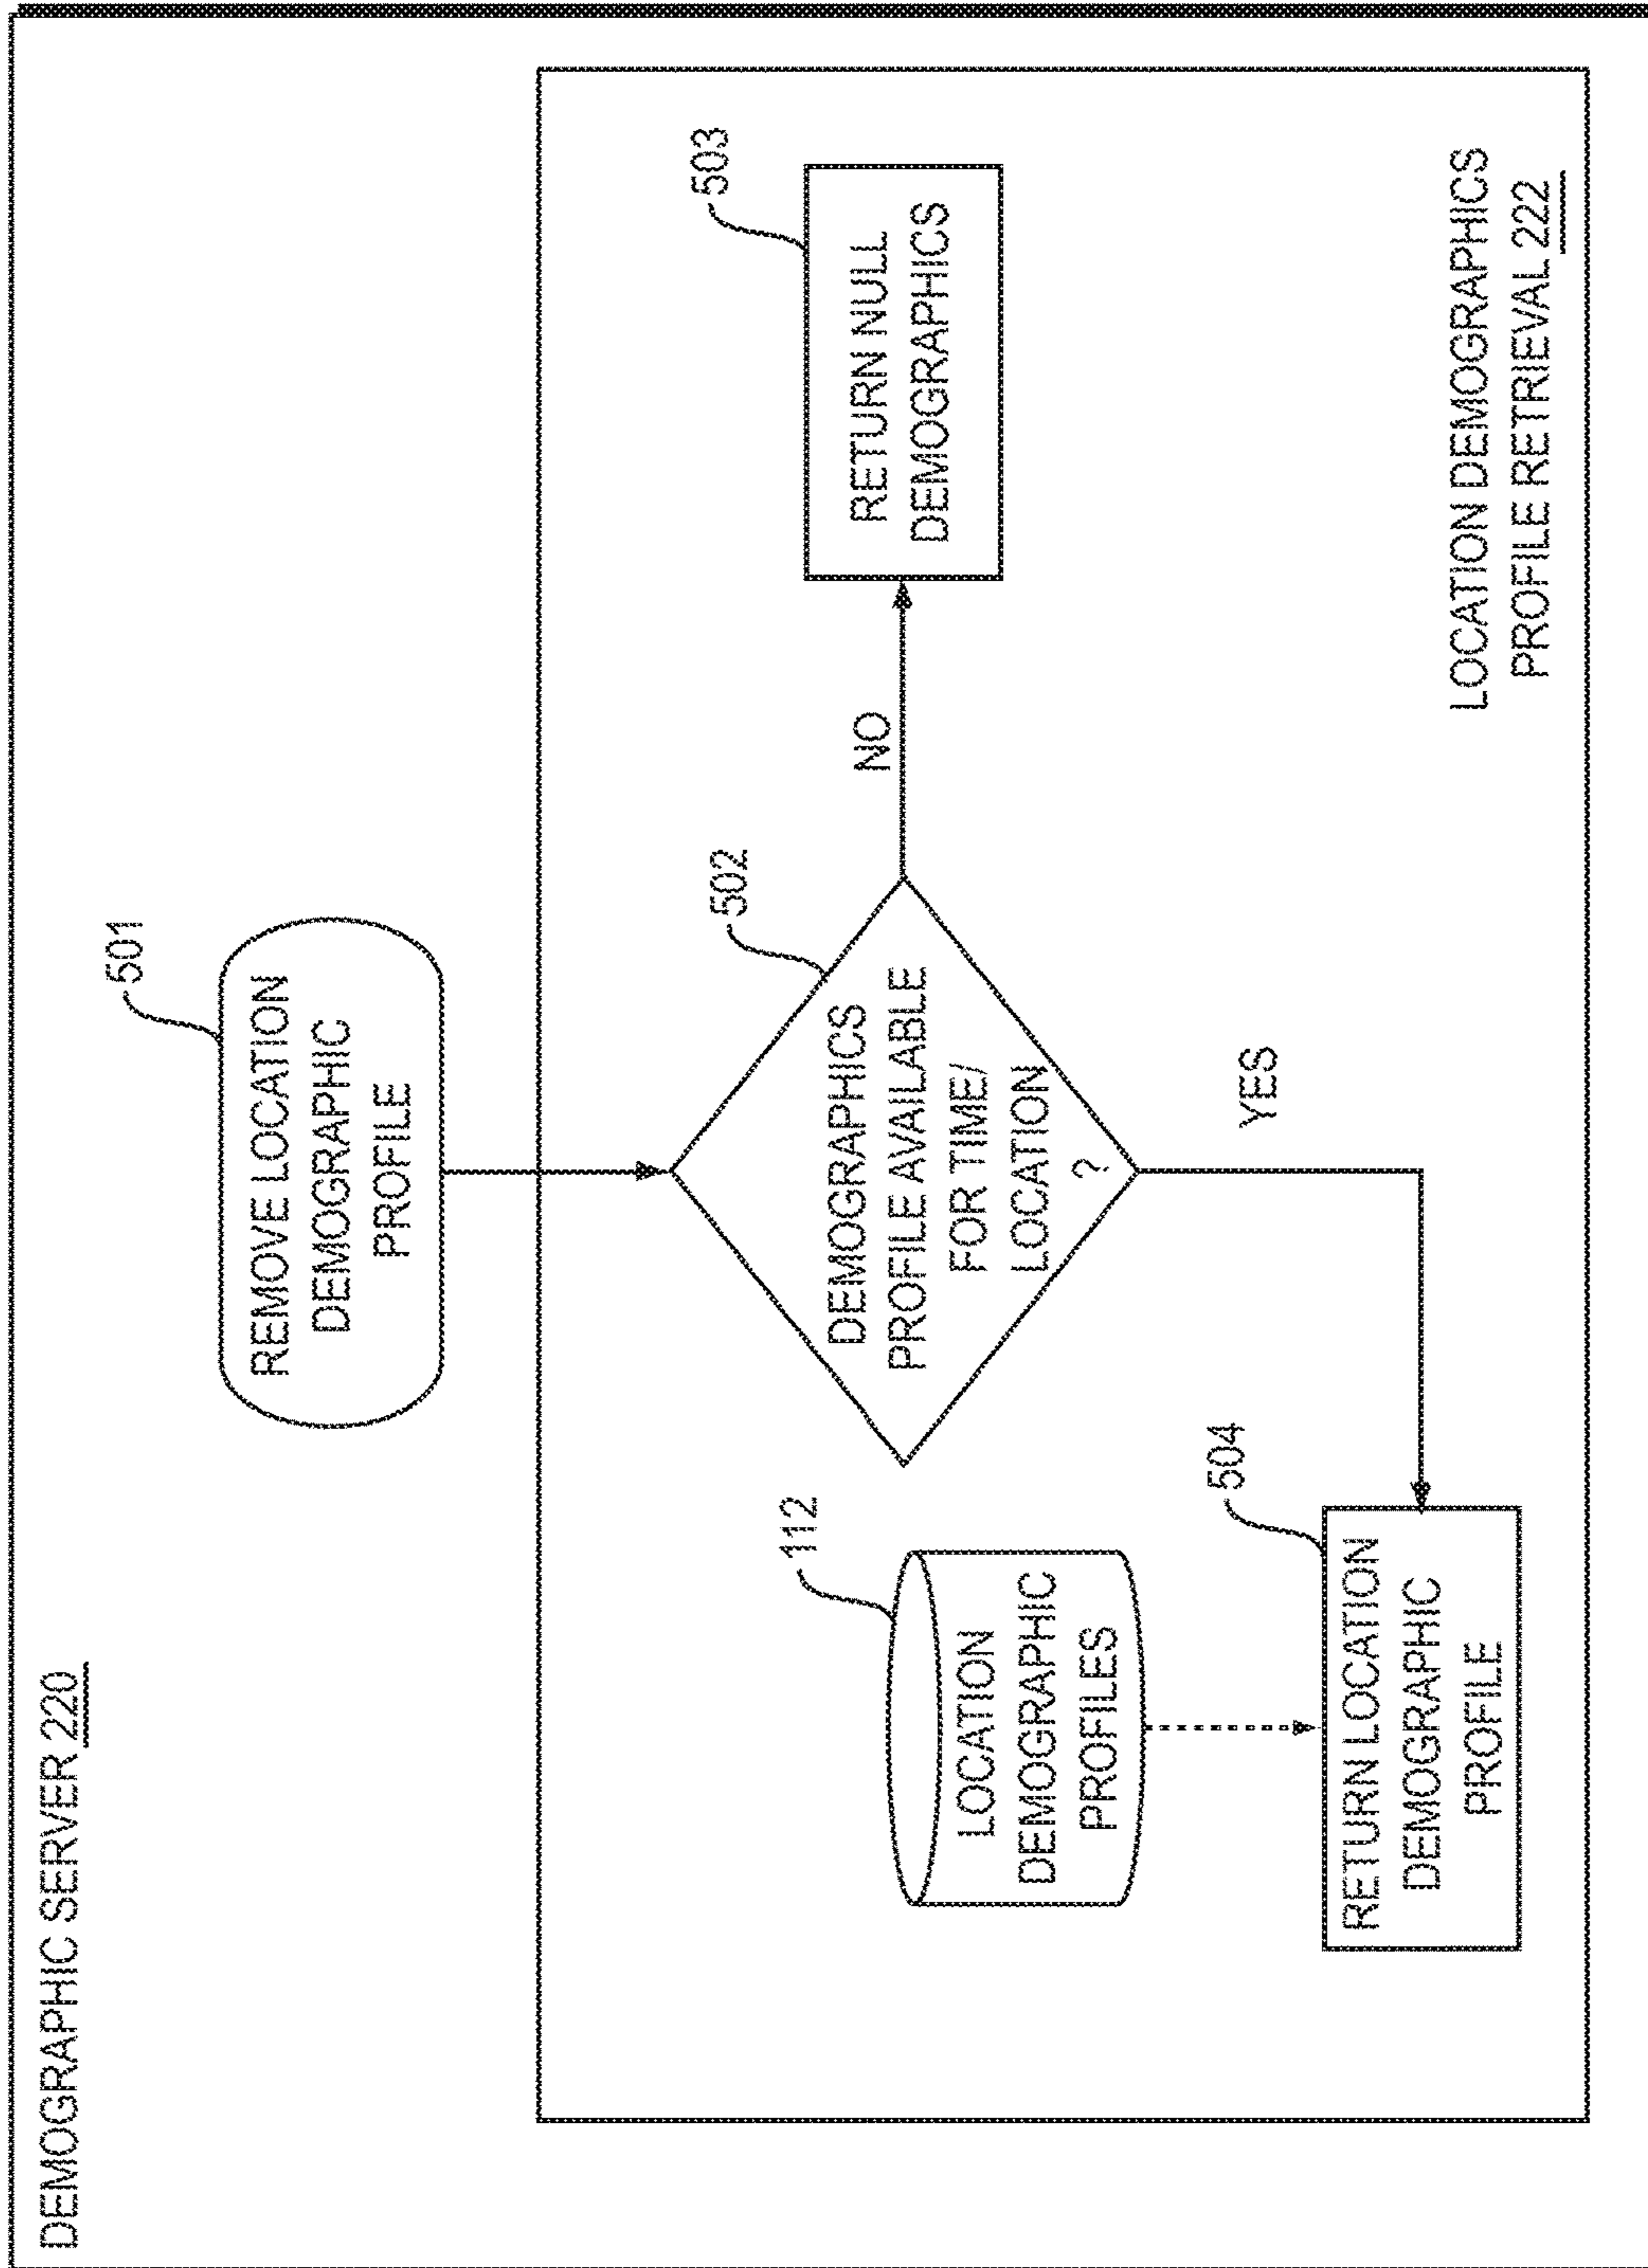 DEMOGRAPHIC SERVER 220
501
REMOVE LOCATION
DEMOGRAPHIC
PROFILE
502
DEMOGRAPHICS
PROFILE AVAILABLE
FOR TIME/
LOCATION
?
NO
503
RETURN NULL
DEMOGRAPHICS
YES
112
LOCATION
DEMOGRAPHIC
PROFILES
504
RETURN LOCATION
DEMOGRAPHIC
PROFILE
LOCATION DEMOGRAPHICS
PROFILE RETRIEVAL 222